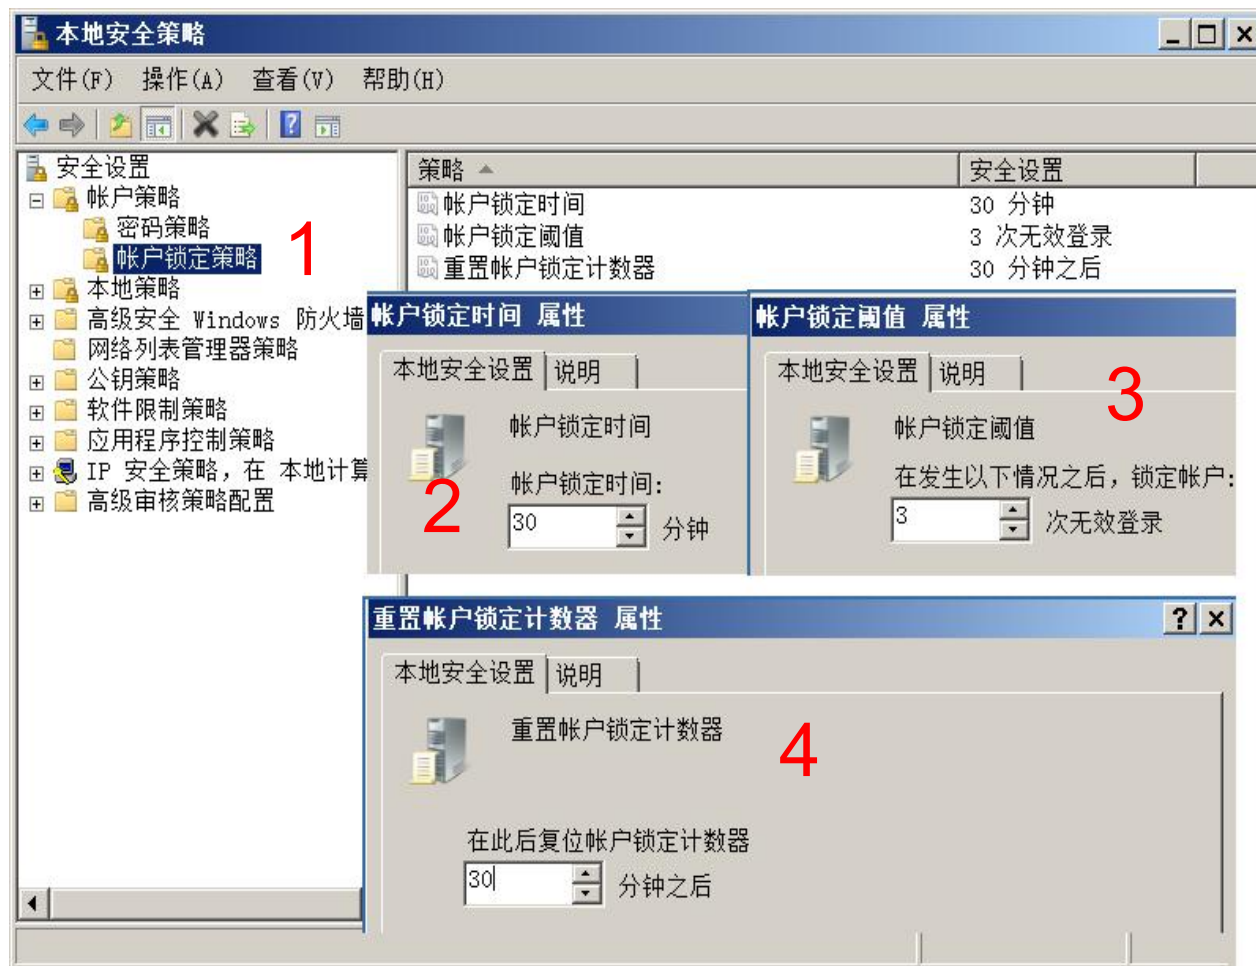 本地安全策略
文件(F) 操作(A) 查看(V) 帮助(H)
安全设置
帐户策略
密码策略
帐户锁定策略
本地策略
高级安全 Windows 防火墙
网络列表管理器策略
公钥策略
软件限制策略
应用程序控制策略
IP 安全策略，在 本地计算
高级审核策略配置
1
策略 安全设置
帐户锁定时间 30 分钟
帐户锁定阈值 3 次无效登录
重置帐户锁定计数器 30 分钟之后
帐户锁定时间 属性
本地安全设置 说明
帐户锁定时间
帐户锁定时间:
30 分钟
2
帐户锁定阈值 属性
本地安全设置 说明
3
帐户锁定阈值
在发生以下情况之后，锁定帐户:
3 次无效登录
重置帐户锁定计数器 属性
本地安全设置 说明
重置帐户锁定计数器
4
在此后复位帐户锁定计数器
30 分钟之后